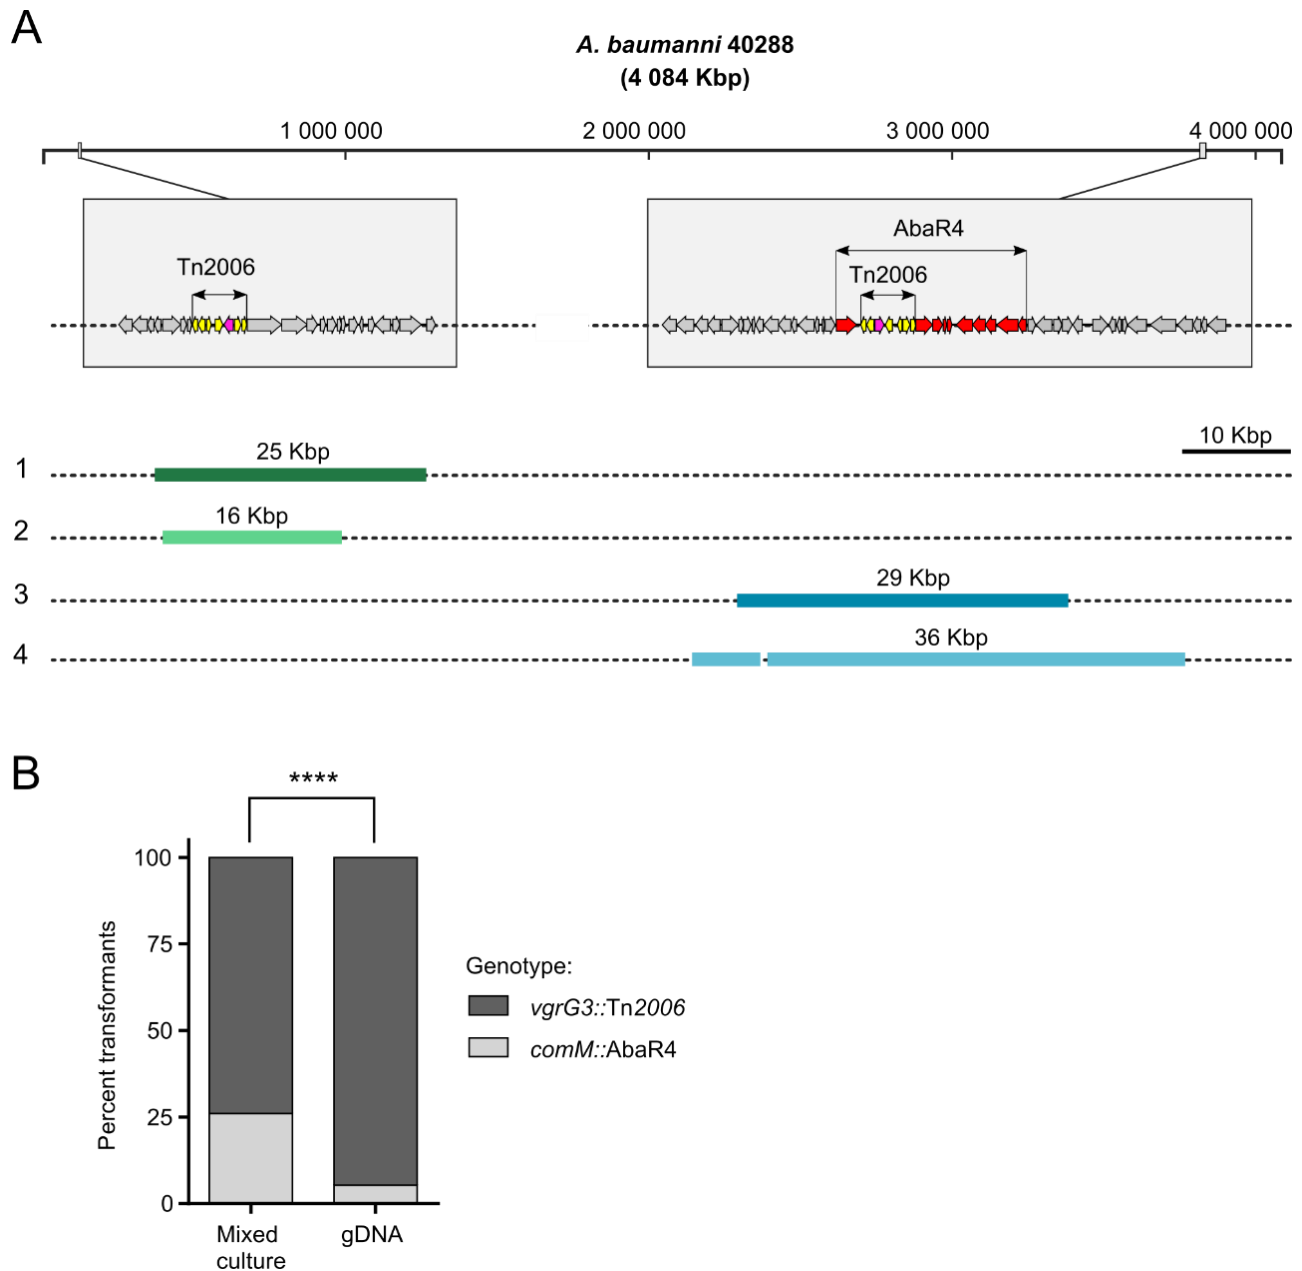 A
A. baumanni 40288
(4 084 Kbp)
1 000 000 2 000 000 3 000 000 4 000 000
AbaR4
Tn2006 Tn2006
10 Kbp
1 25 Kbp
2 16 Kbp
3 29 Kbp
4 36 Kbp
B
****
100
75
50
25
0
Percent transformants
Mixed culture
gDNA
Genotype:
vgrG3::Tn2006
comM::AbaR4